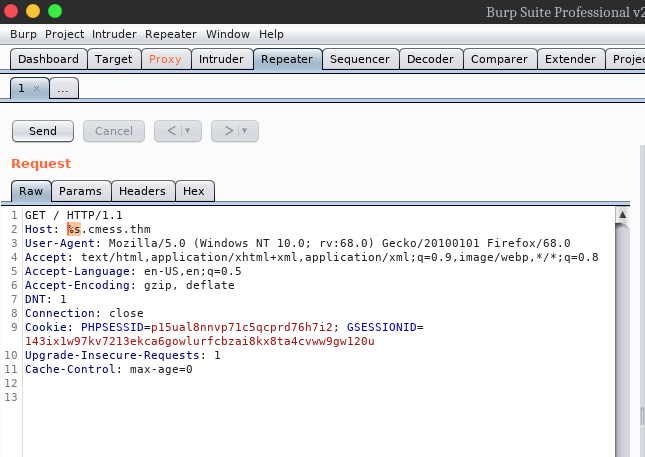 Burp Suite Professional v2
Burp Project Intruder Repeater Window Help
Dashboard Target Proxy Intruder Repeater Sequencer Decoder Comparer Extender Projec
1 × ...
Send Cancel < >
Request
Raw Params Headers Hex
1 GET / HTTP/1.1
2 Host: %s.cmess.thm
3 User-Agent: Mozilla/5.0 (Windows NT 10.0; rv:68.0) Gecko/20100101 Firefox/68.0
4 Accept: text/html,application/xhtml+xml,application/xml;q=0.9,image/webp,*/*;q=0.8
5 Accept-Language: en-US,en;q=0.5
6 Accept-Encoding: gzip, deflate
7 DNT: 1
8 Connection: close
9 Cookie: PHPSESSID=p15ual8nnvp71c5qcprd76h7i2; GSESSIONID=
143ix1w97kv7213ekca6gowlurfcbzai8kx8ta4cvww9gw120u
10 Upgrade-Insecure-Requests: 1
11 Cache-Control: max-age=0
12
13